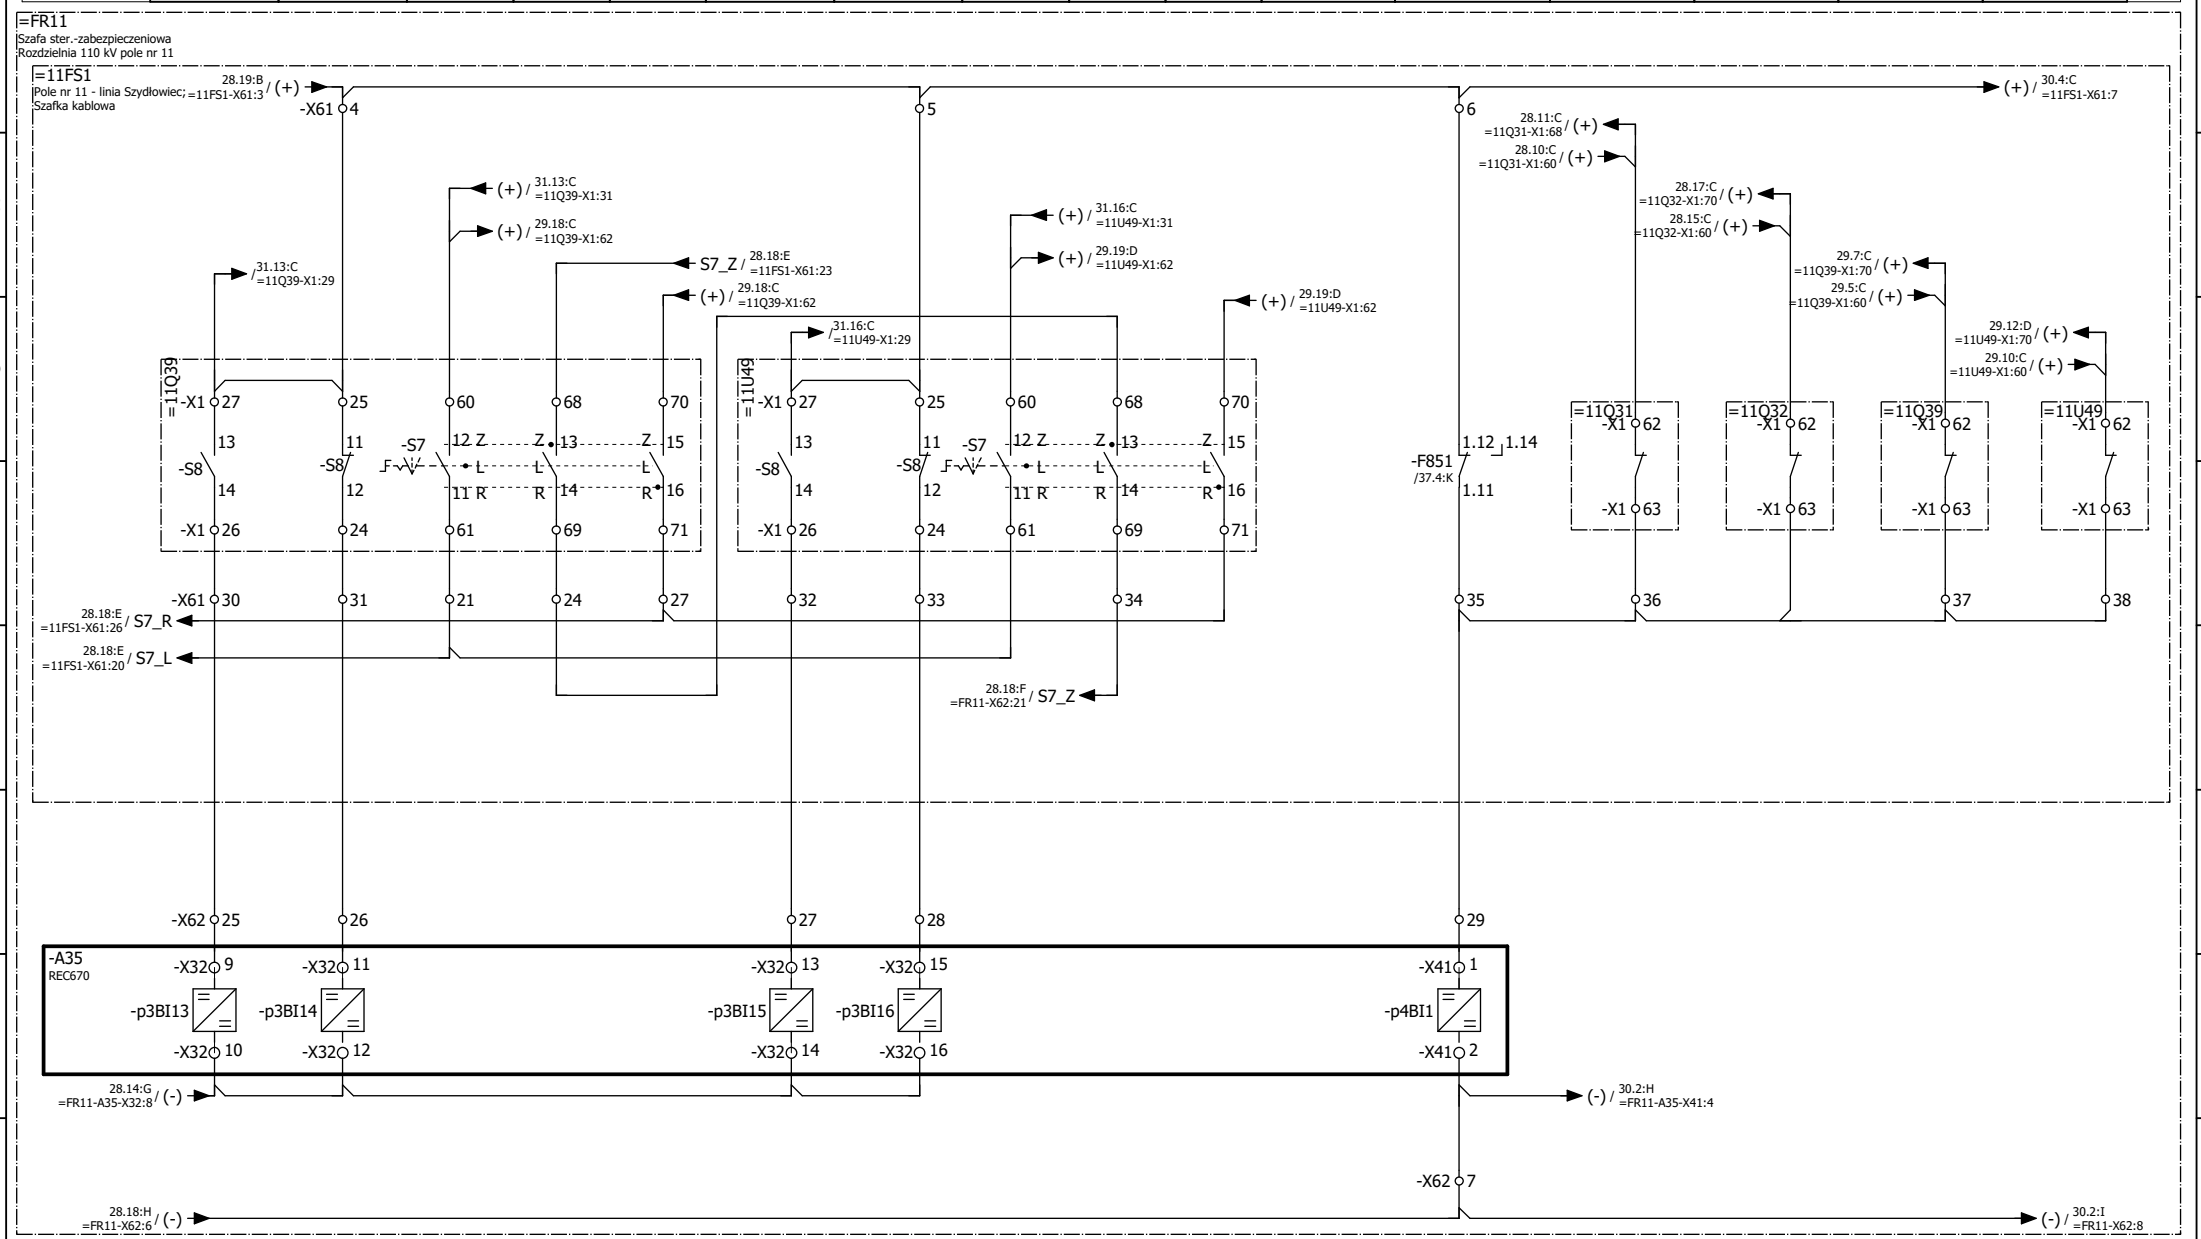 =FR11
Szafa ster.-zabezpieczeniowa
Rozdzielnia 110 kV pole nr 11
=11FS1
Pole nr 11 - linia Szydłowiec;
Szafka kablowa
28.19:B
=11FS1-X61:3 / (+)
-X61 4
5
6
(+) / 30.4:C
=11FS1-X61:7
28.11:C
=11Q31-X1:68 / (+)
28.10:C
=11Q31-X1:60 / (+)
(+) / 31.13:C
=11Q39-X1:31
(+) / 29.18:C
=11Q39-X1:62
(+) / 31.16:C
=11U49-X1:31
(+) / 29.19:D
=11U49-X1:62
28.17:C
=11Q32-X1:70 / (+)
28.15:C
=11Q32-X1:60 / (+)
/ 31.13:C
=11Q39-X1:29
S7_Z / 28.18:E
=11FS1-X61:23
(+) / 29.18:C
=11Q39-X1:62
/ 31.16:C
=11U49-X1:29
(+) / 29.19:D
=11U49-X1:62
29.7:C
=11Q39-X1:70 / (+)
29.5:C
=11Q39-X1:60 / (+)
29.12:D
=11U49-X1:70 / (+)
29.10:C
=11U49-X1:60 / (+)
=11Q39
-X1 27 25 60 68 70
=11U49
-X1 27 25 60 68 70
=11Q31
-X1 62
=11Q32
-X1 62
=11Q39
-X1 62
=11U49
-X1 62
13 11 -S7 12 Z Z 13 Z 15
-S8 -S8 L L L
14 12 11 R R 14 R 16
13 11 -S7 12 Z Z 13 Z 15
-S8 -S8 L L L
14 12 11 R R 14 R 16
1.12 1.14
-F851
/37.4:K
1.11
-X1 26 24 61 69 71
-X1 26 24 61 69 71
-X1 63
-X1 63
-X1 63
-X1 63
-X61 30 31 21 24 27 32 33 34 35 36 37 38
28.18:E
=11FS1-X61:26 / S7_R
28.18:E
=11FS1-X61:20 / S7_L
28.18:F
=FR11-X62:21 / S7_Z
-X62 25 26 27 28 29
-A35
REC670
-X32 9 -X32 11 -X32 13 -X32 15 -X41 1
-p3BI13 -p3BI14 -p3BI15 -p3BI16 -p4BI1
-X32 10 -X32 12 -X32 14 -X32 16 -X41 2
28.14:G
=FR11-A35-X32:8 / (-)
(-) / 30.2:H
=FR11-A35-X41:4
-X62 7
28.18:H
=FR11-X62:6 / (-)
(-) / 30.2:I
=FR11-X62:8